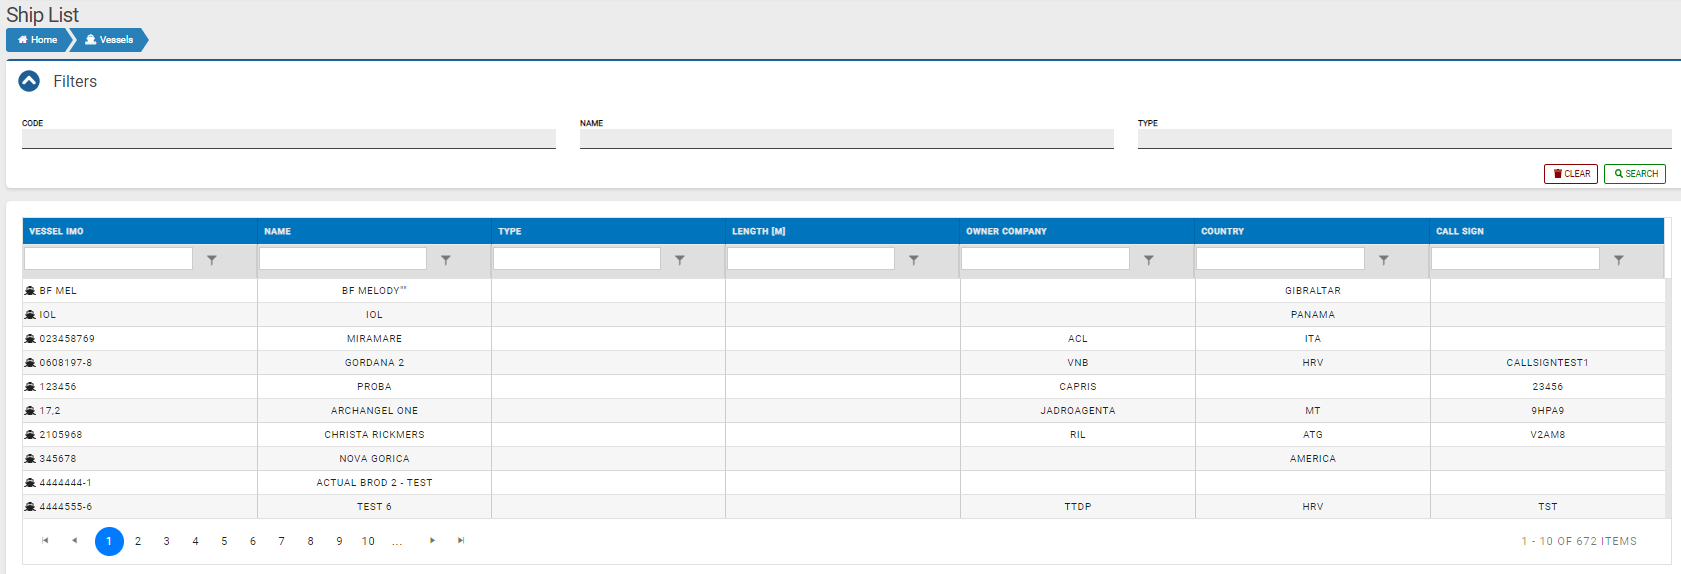 Ship List
Home Vessels
Filters
CODE NAME TYPE
CLEAR SEARCH
VESSEL IMO NAME TYPE LENGTH [M] OWNER COMPANY COUNTRY CALL SIGN
BF MEL BF MELODY"" GIBRALTAR
IOL IOL PANAMA
023458769 MIRAMARE ACL ITA
0608197-8 GORDANA 2 VNB HRV CALLSIGNTEST1
123456 PROBA CAPRIS 23456
17,2 ARCHANGEL ONE JADROAGENTA MT 9HPA9
2105968 CHRISTA RICKMERS RIL ATG V2AM8
345678 NOVA GORICA AMERICA
4444444-1 ACTUAL BROD 2 - TEST
4444555-6 TEST 6 TTDP HRV TST
1 2 3 4 5 6 7 8 9 10 ... 1 - 10 OF 672 ITEMS